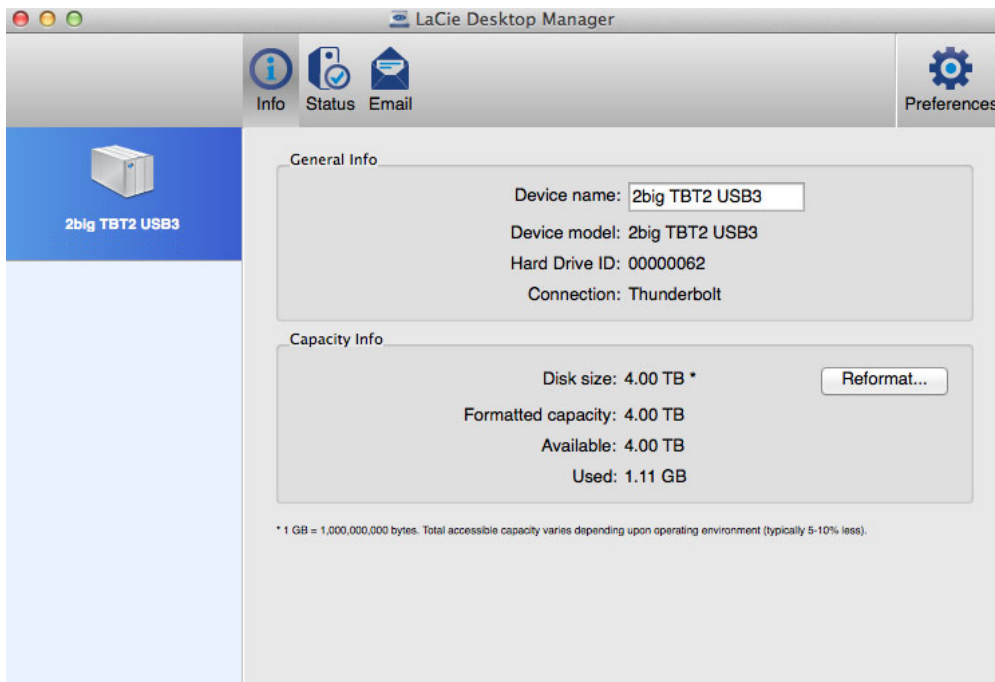 LaCie Desktop Manager
Info Status Email Preferences
2big TBT2 USB3
General Info
Device name: 2big TBT2 USB3
Device model: 2big TBT2 USB3
Hard Drive ID: 00000062
Connection: Thunderbolt
Capacity Info
Disk size: 4.00 TB * Reformat...
Formatted capacity: 4.00 TB
Available: 4.00 TB
Used: 1.11 GB
* 1 GB = 1,000,000,000 bytes. Total accessible capacity varies depending upon operating environment (typically 5-10% less).